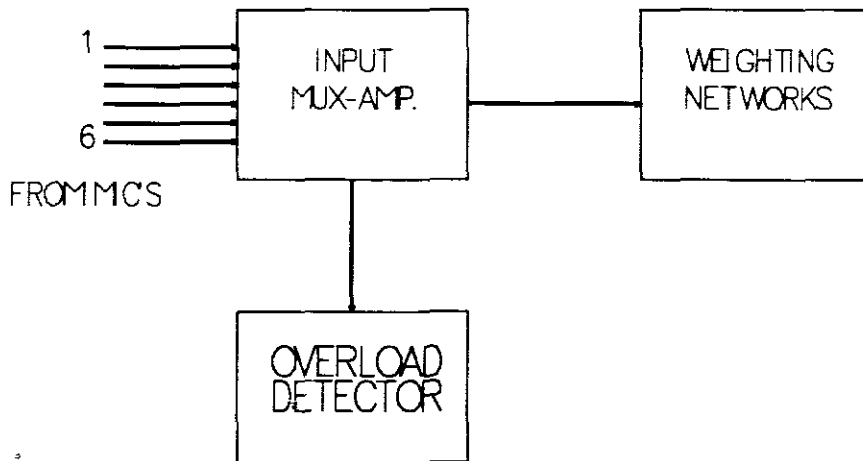 1
6
FROM MIC'S
INPUT
MUX-AMP.
WEIGHTING
NETWORKS
OVERLOAD
DETECTOR